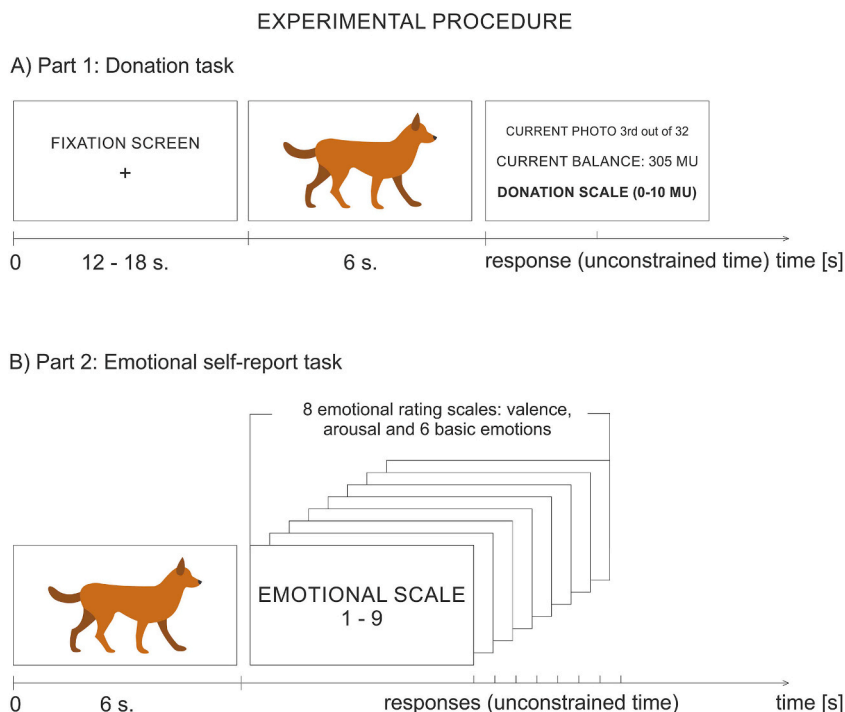 EXPERIMENTAL PROCEDURE
A) Part 1: Donation task
FIXATION SCREEN
+
CURRENT PHOTO 3rd out of 32
CURRENT BALANCE: 305 MU
DONATION SCALE (0-10 MU)
0 12 - 18 s. 6 s. response (unconstrained time) time [s]
B) Part 2: Emotional self-report task
8 emotional rating scales: valence,
arousal and 6 basic emotions
EMOTIONAL SCALE
1 - 9
0 6 s. responses (unconstrained time) time [s]